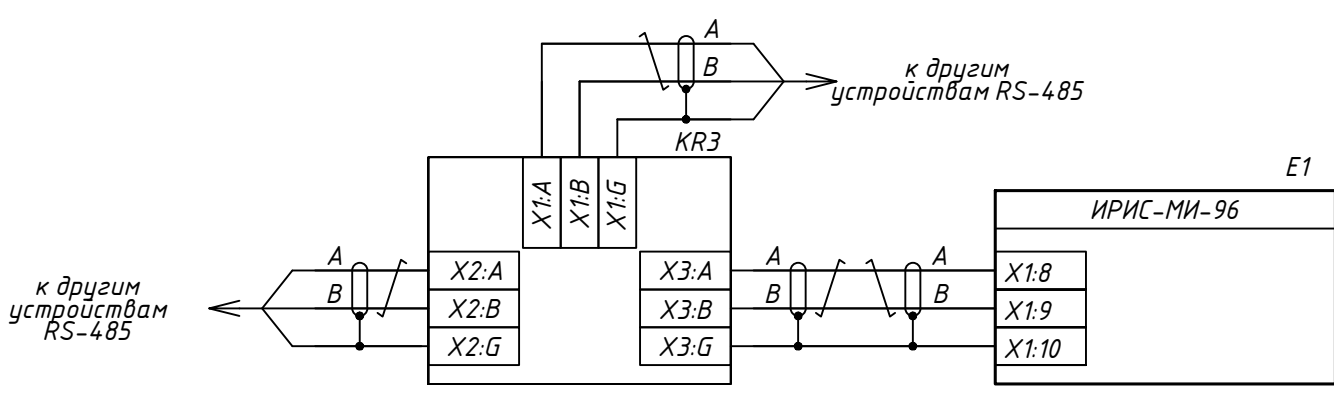 A
B
к другим
устройствам RS-485
KR3
X1:A
X1:B
X1:G
E1
ИРИС-МИ-96
A
B
к другим
устройствам
RS-485
X2:A
X2:B
X2:G
X3:A
X3:B
X3:G
A
B
A
B
X1:8
X1:9
X1:10